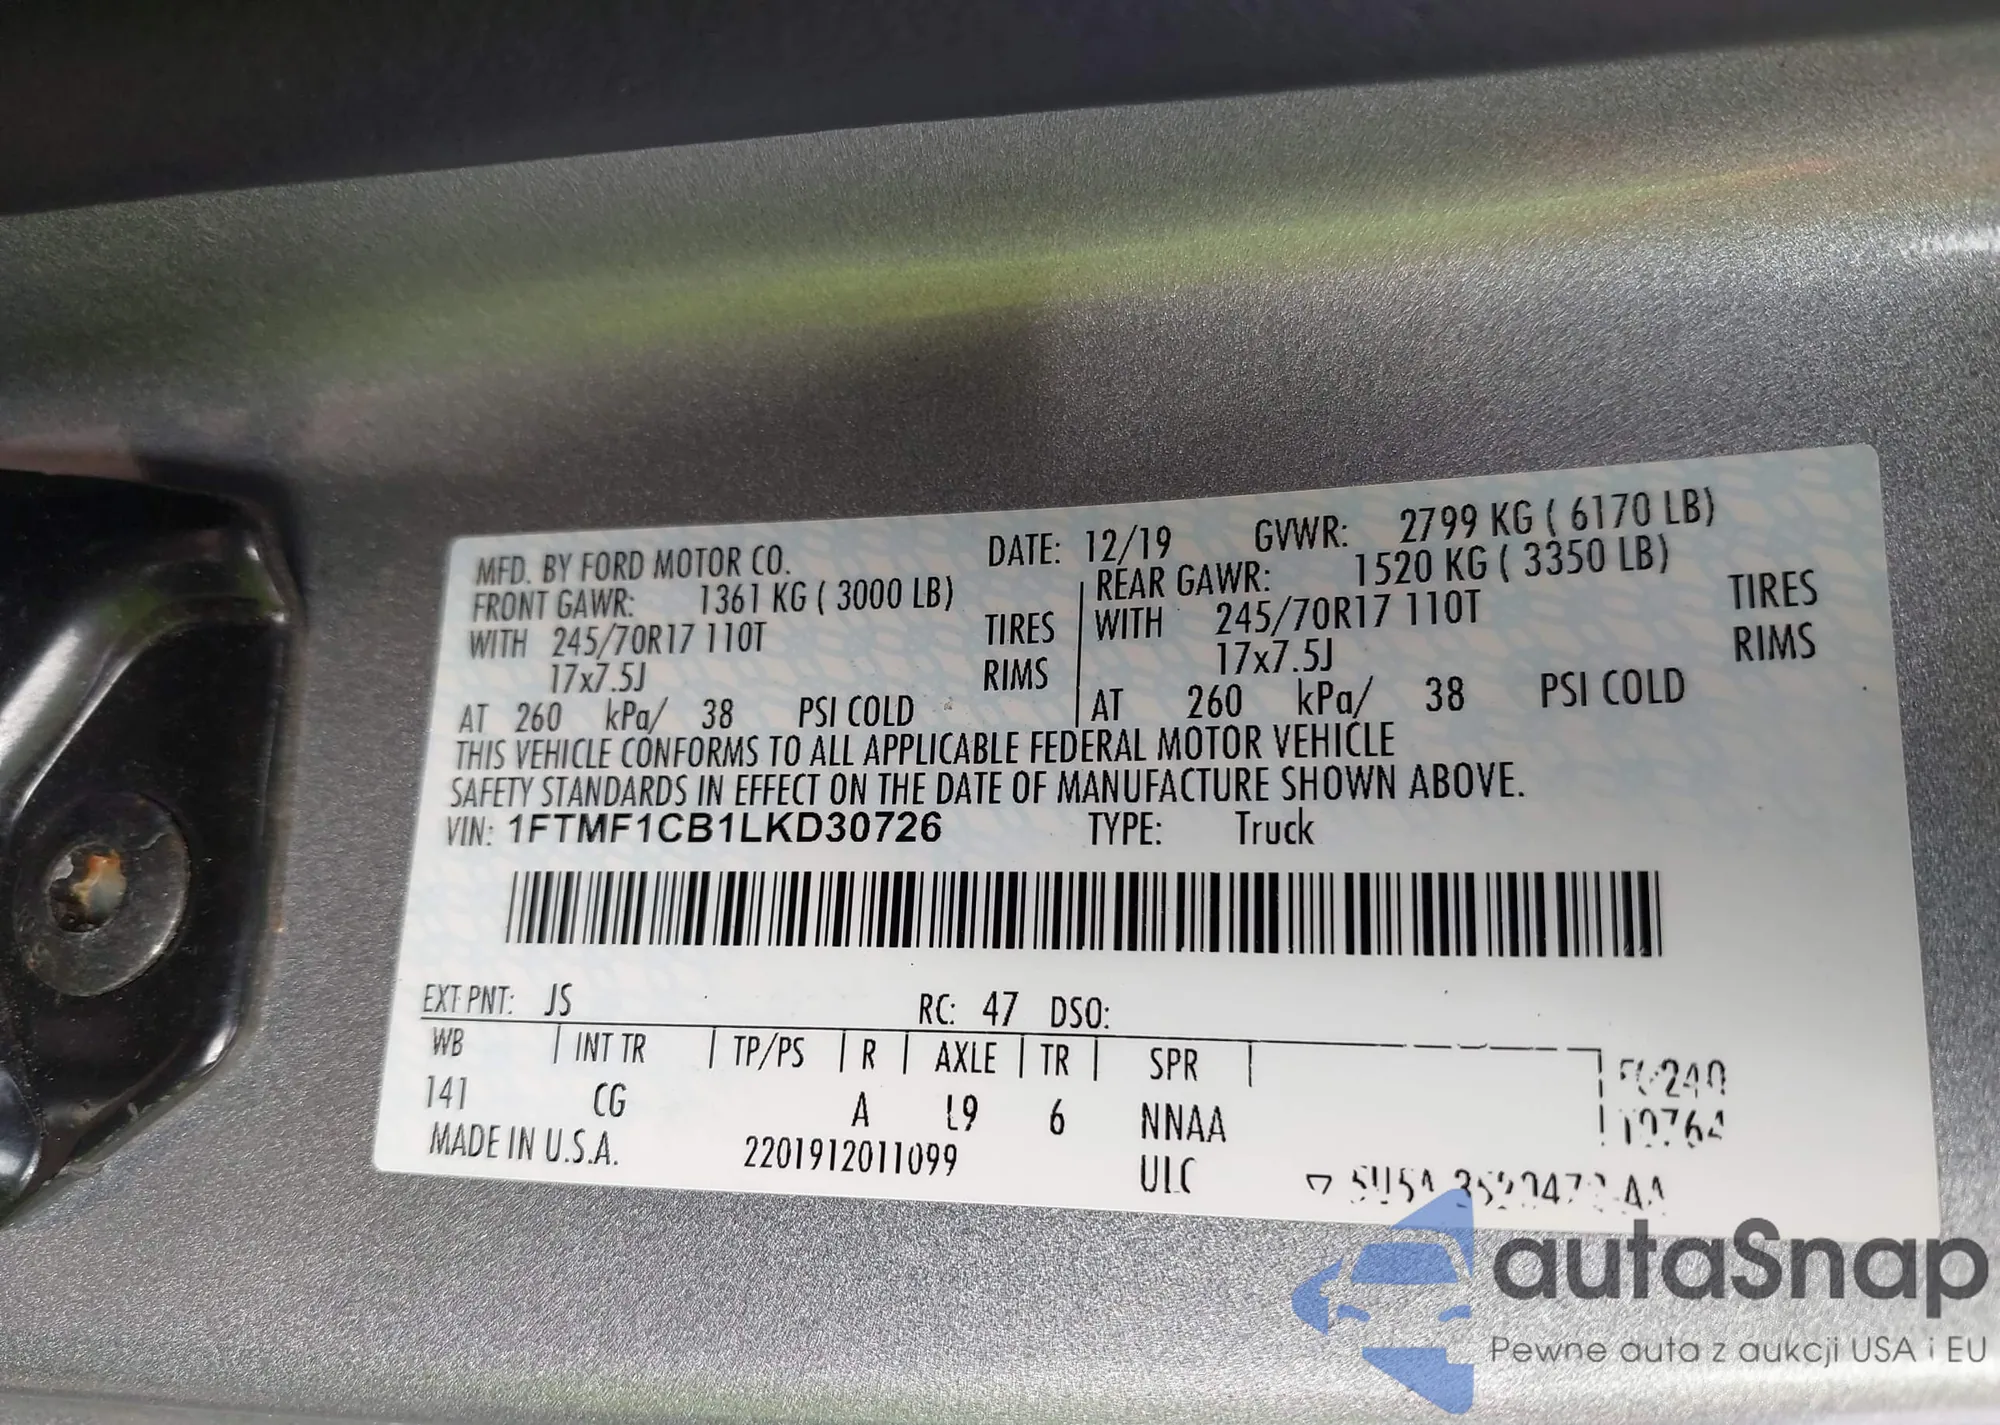 MFD. BY FORD MOTOR CO. DATE: 12/19 GVWR: 2799 KG ( 6170 LB)
FRONT GAWR: 1361 KG ( 3000 LB) REAR GAWR: 1520 KG ( 3350 LB)
WITH 245/70R17 110T TIRES WITH 245/70R17 110T TIRES
17x7.5J RIMS 17x7.5J RIMS
AT 260 kPa/ 38 PSI COLD AT 260 kPa/ 38 PSI COLD
THIS VEHICLE CONFORMS TO ALL APPLICABLE FEDERAL MOTOR VEHICLE
SAFETY STANDARDS IN EFFECT ON THE DATE OF MANUFACTURE SHOWN ABOVE.
VIN: 1FTMF1CB1LKD30726 TYPE: Truck
EXT PNT: JS RC: 47 DSO:
WB INT TR TP/PS R AXLE TR SPR
141 CG A L9 6 NNAA
MADE IN U.S.A. 2201912011099 ULC
autaSnap
Pewne auta z aukcji USA i EU